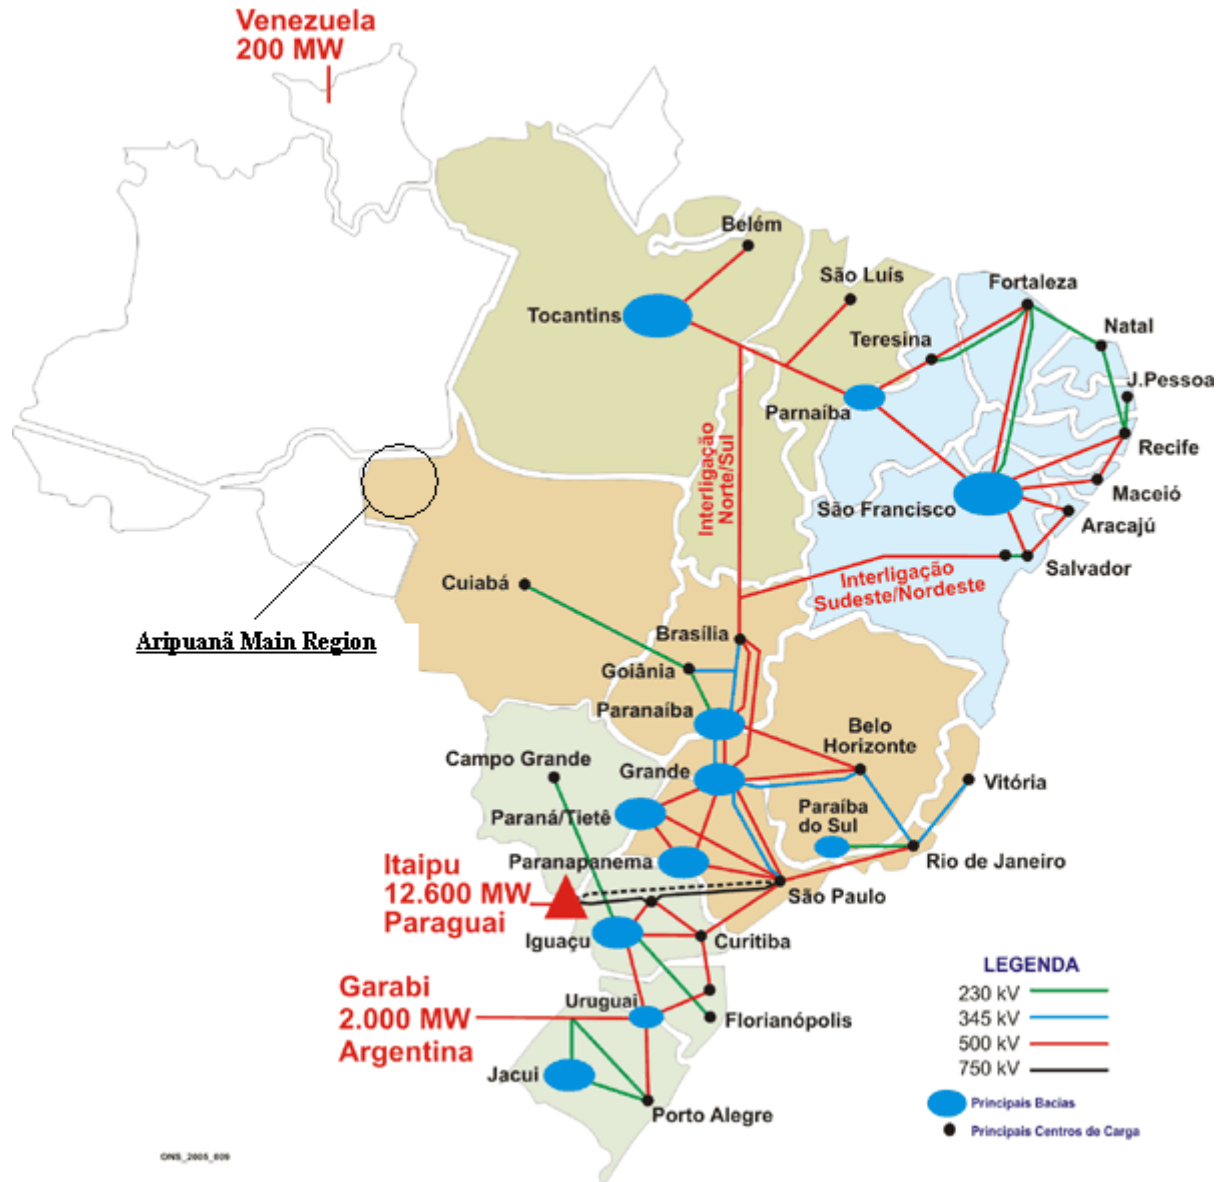 Venezuela
200 MW
Belém
São Luís
Fortaleza
Tocantins
Teresina
Natal
J.Pessoa
Parnaíba
Recife
Interligação
Norte/Sul
São Francisco
Maceió
Aracajú
Salvador
Interligação
Sudeste/Nordeste
Cuiabá
Aripuanã Main Region
Brasília
Goiânia
Paranaíba
Belo
Horizonte
Campo Grande
Grande
Vitória
Paraná/Tietê
Paraíba
do Sul
Paranapanema
Rio de Janeiro
Itaipu
12.600 MW
Paraguai
São Paulo
Iguaçu
Curitiba
Garabi
2.000 MW
Argentina
Uruguai
Florianópolis
Jacui
Porto Alegre
LEGENDA
230 kV
345 kV
500 kV
750 kV
Principais Bacias
Principais Centros de Carga
ONS_2005_009